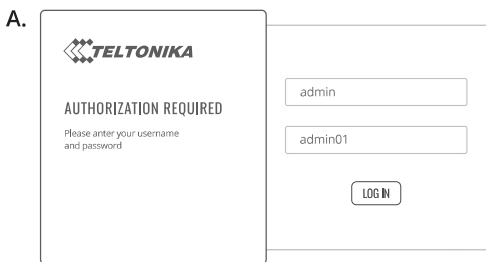 A.
TELTONIKA
AUTHORIZATION REQUIRED
Please anter your username
and password
admin
admin01
LOG IN